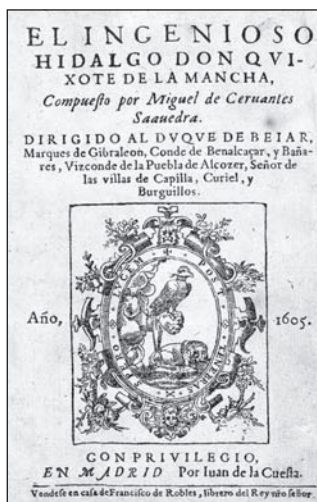 EL INGENIOSO
HIDALGO DON QVI-
XOTE DE LA MANCHA,
Compuesto por Miguel de Ceruantes
Saauedra.
DIRIGIDO AL DVQVE DE BEIAR,
Marques de Gibraleon, Conde de Benalcaçar, y Baña-
res, Vizconde de la Puebla de Alcozer, Señor de
las villas de Capilla, Curiel, y
Burguillos.
Año, 1605.
CON PRIVILEGIO,
EN MADRID Por Iuan de la Cuesta.
Vendese en casa de Francisco de Robles, librero del Rey nro señor